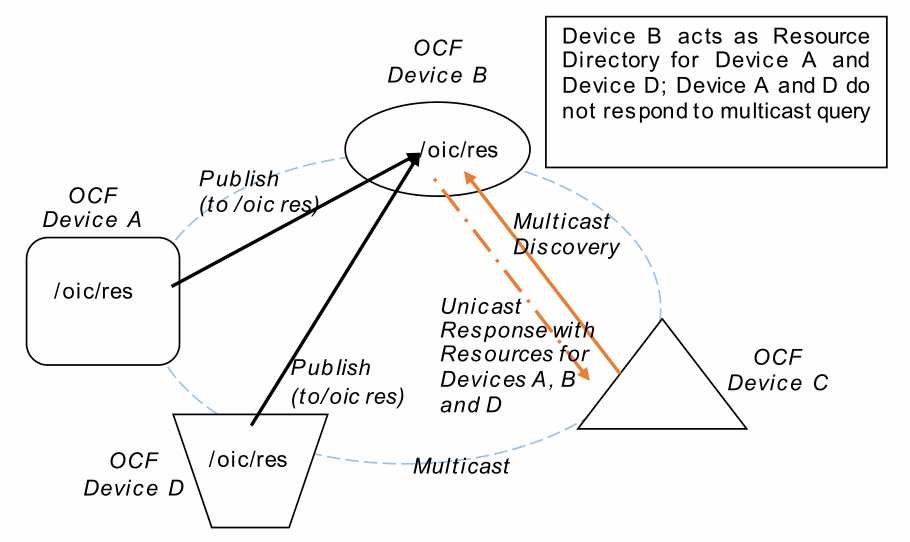 OCF
Device B
/oic/res
Device B acts as Resource
Directory for Device A and
Device D; Device A and D do
not respond to multicast query
Publish
(to /oic res)
OCF
Device A
/oic/res
Multicast
Discovery
Unicast
Response with
Resources for
Devices A, B
and D
OCF
Device C
Publish
(to/oic res)
OCF
Device D
/oic/res
Multicast